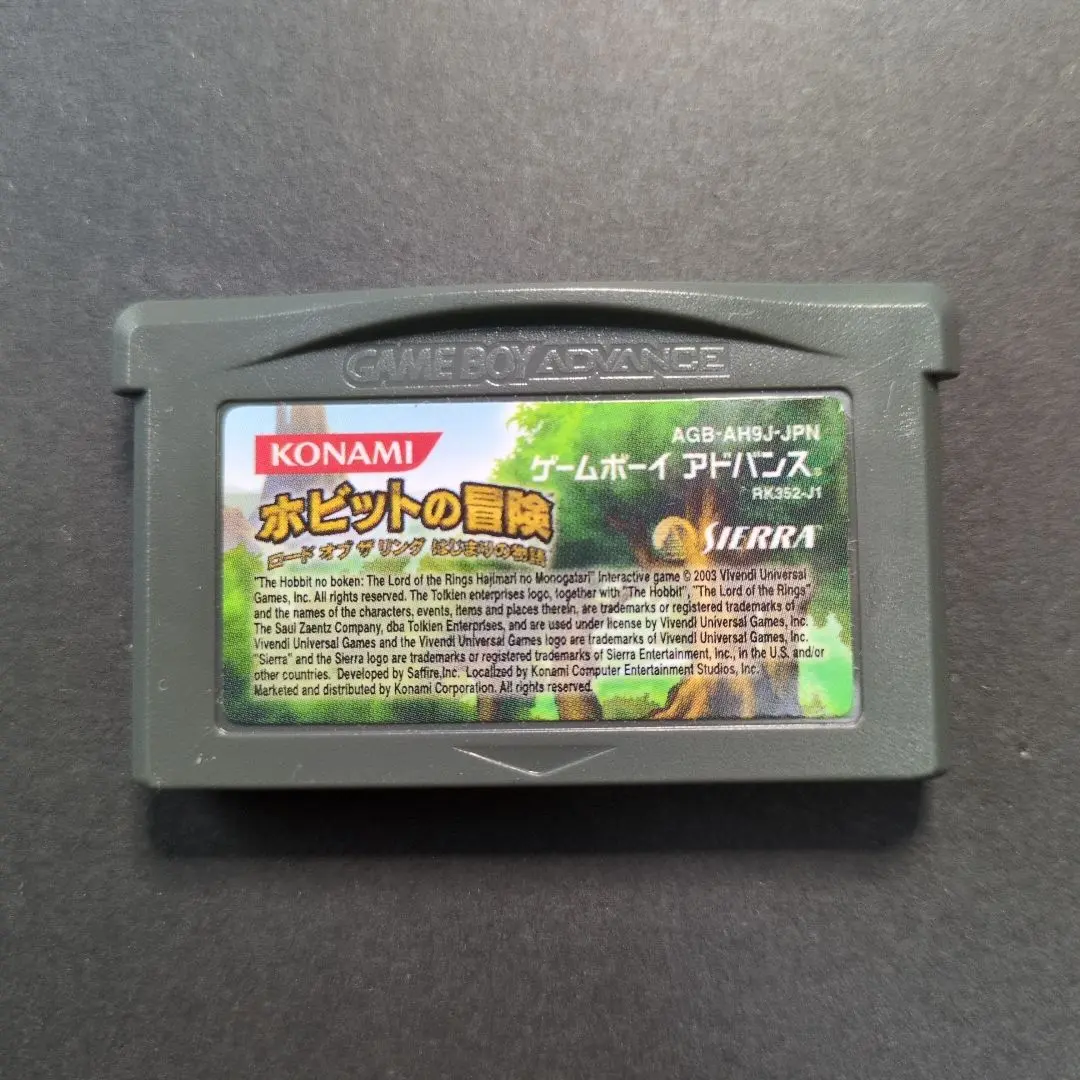 GAME BOY ADVANCE
KONAMI
AGB-AH9J-JPN
ゲームボーイ アドバンス
RK352-J1
ホビットの冒険
ロード オブ ザ リング はじまりの物語
SIERRA
"The Hobbit no boken: The Lord of the Rings Hajimari no Monogatari" interactive game © 2003 Vivendi Universal
Games, Inc. All rights reserved. The Tolkien enterprises logo, together with "The Hobbit", "The Lord of the Rings"
and the names of the characters, events, items and places therein, are trademarks or registered trademarks of
The Saul Zaentz Company, dba Tolkien Enterprises, and are used under license by Vivendi Universal Games, Inc.
Vivendi Universal Games and the Vivendi Universal Games logo are trademarks of Vivendi Universal Games, Inc.
"Sierra" and the Sierra logo are trademarks or registered trademarks of Sierra Entertainment, Inc., in the U.S. and/or
other countries. Developed by Saffire,Inc. Localized by Konami Computer Entertainment Studios, Inc.
Marketed and distributed by Konami Corporation. All rights reserved.